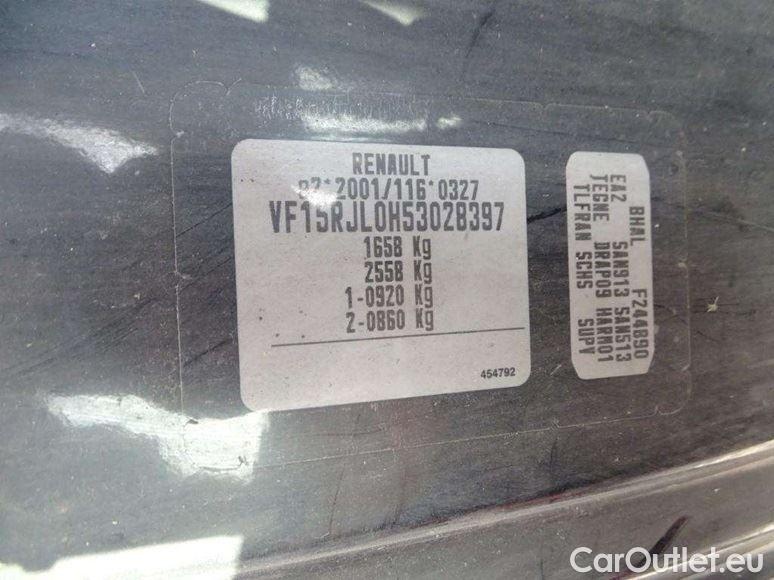 RENAULT
e2*2001/116*0327
VF15RJL0H53028397
1658 Kg
2558 Kg
1-0920 Kg
2-0860 Kg
454792
BHAL F244890
EA2 SAN913 SAN513
TEGNE DRAP09 HARM01
TLFRAN SCHS SDPV
CarOutlet.eu